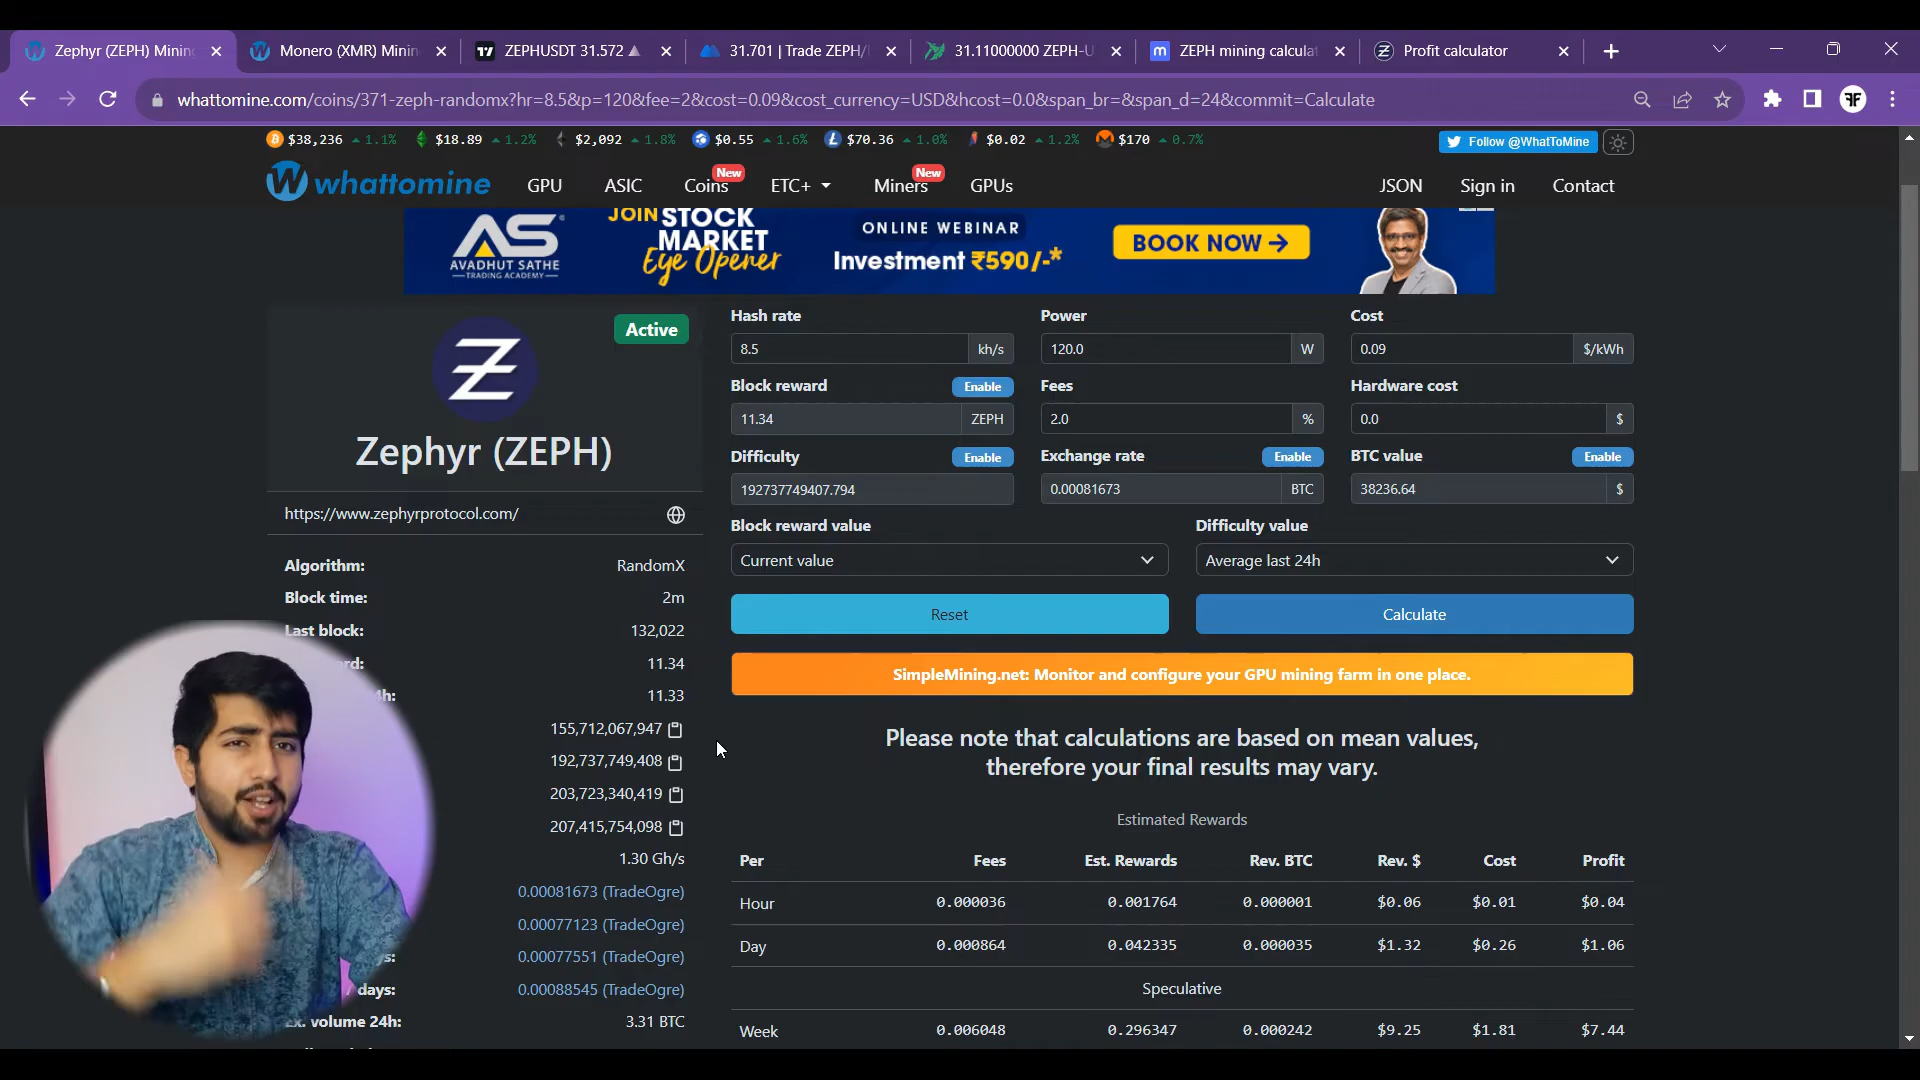 Zephyr (ZEPH) Minin
Monero (XMR) Minin
ZEPHUSDT 31.572
31.701 | Trade ZEPH/
31.11000000 ZEPH-U
ZEPH mining calcula
Profit calculator
whattomine.com/coins/371-zeph-randomx?hr=8.5&p=120&fee=2&cost=0.09&cost_currency=USD&hcost=0.0&span_br=&span_d=24&commit=Calculate
$38,236 1.1% $18.89 1.2% $2,092 1.8% $0.55 1.6% $70.36 1.0% $0.02 1.2% $170 0.7%
Follow @WhatToMine
whattomine GPU ASIC Coins New ETC+ Miners New GPUs JSON Sign in Contact
AS
AVADHUT SATHE
TRADING ACADEMY
JOIN STOCK
MARKET
Eye Opener
ONLINE WEBINAR
Investment ₹590/-*
BOOK NOW →
Active
Zephyr (ZEPH)
https://www.zephyrprotocol.com/
Algorithm: RandomX
Block time: 2m
Last block: 132,022
rd: 11.34
4h: 11.33
155,712,067,947
192,737,749,408
203,723,340,419
207,415,754,098
1.30 Gh/s
0.00081673 (TradeOgre)
0.00077123 (TradeOgre)
s: 0.00077551 (TradeOgre)
days: 0.00088545 (TradeOgre)
Ex. volume 24h: 3.31 BTC
Hash rate Power Cost
8.5 kh/s 120.0 W 0.09 $/kWh
Block reward Enable Fees Hardware cost
11.34 ZEPH 2.0 % 0.0 $
Difficulty Enable Exchange rate Enable BTC value Enable
192737749407.794 0.00081673 BTC 38236.64 $
Block reward value Difficulty value
Current value Average last 24h
Reset Calculate
SimpleMining.net: Monitor and configure your GPU mining farm in one place.
Please note that calculations are based on mean values,
therefore your final results may vary.
Estimated Rewards
Per Fees Est. Rewards Rev. BTC Rev. $ Cost Profit
Hour 0.000036 0.001764 0.000001 $0.06 $0.01 $0.04
Day 0.000864 0.042335 0.000035 $1.32 $0.26 $1.06
Speculative
Week 0.006048 0.296347 0.000242 $9.25 $1.81 $7.44